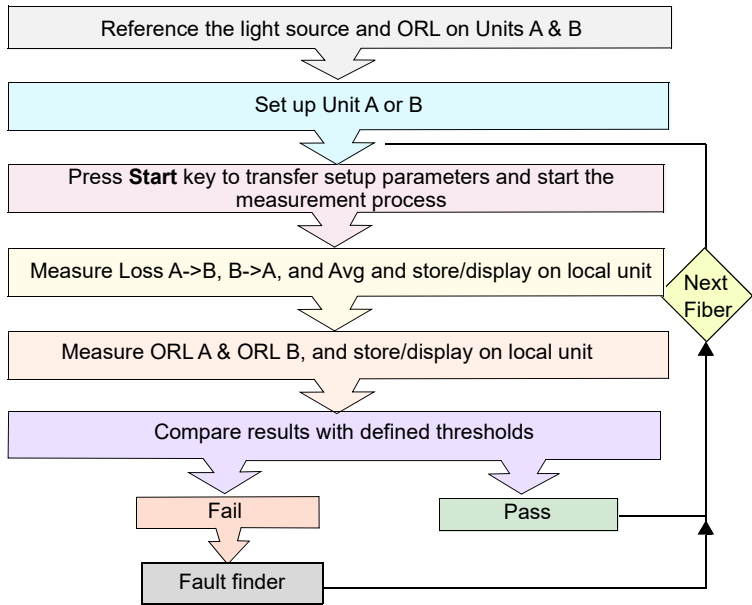 Reference the light source and ORL on Units A & B
Set up Unit A or B
Press Start key to transfer setup parameters and start the
measurement process
Measure Loss A->B, B->A, and Avg and store/display on local unit
Next
Fiber
Measure ORL A & ORL B, and store/display on local unit
Compare results with defined thresholds
Fail
Pass
Fault finder